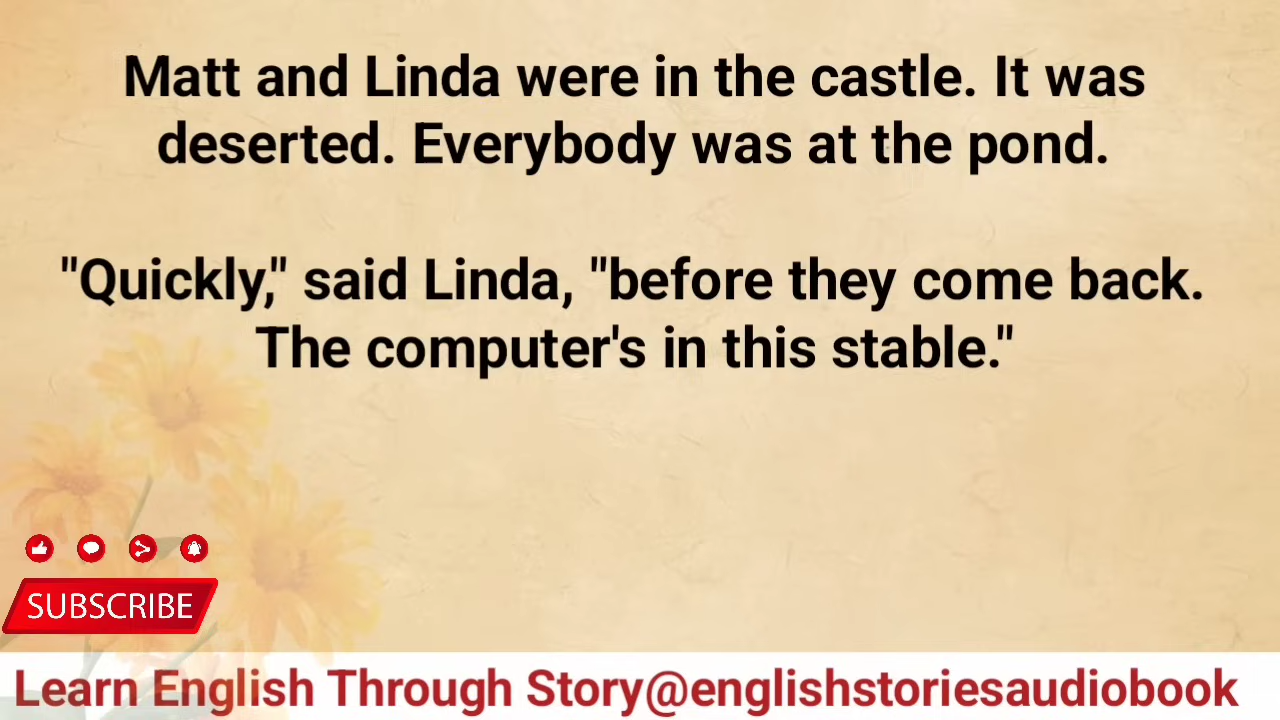 Matt and Linda were in the castle. It was
deserted. Everybody was at the pond.
"Quickly," said Linda, "before they come back.
The computer's in this stable."
SUBSCRIBE
Learn English Through Story@englishstoriesaudiobook